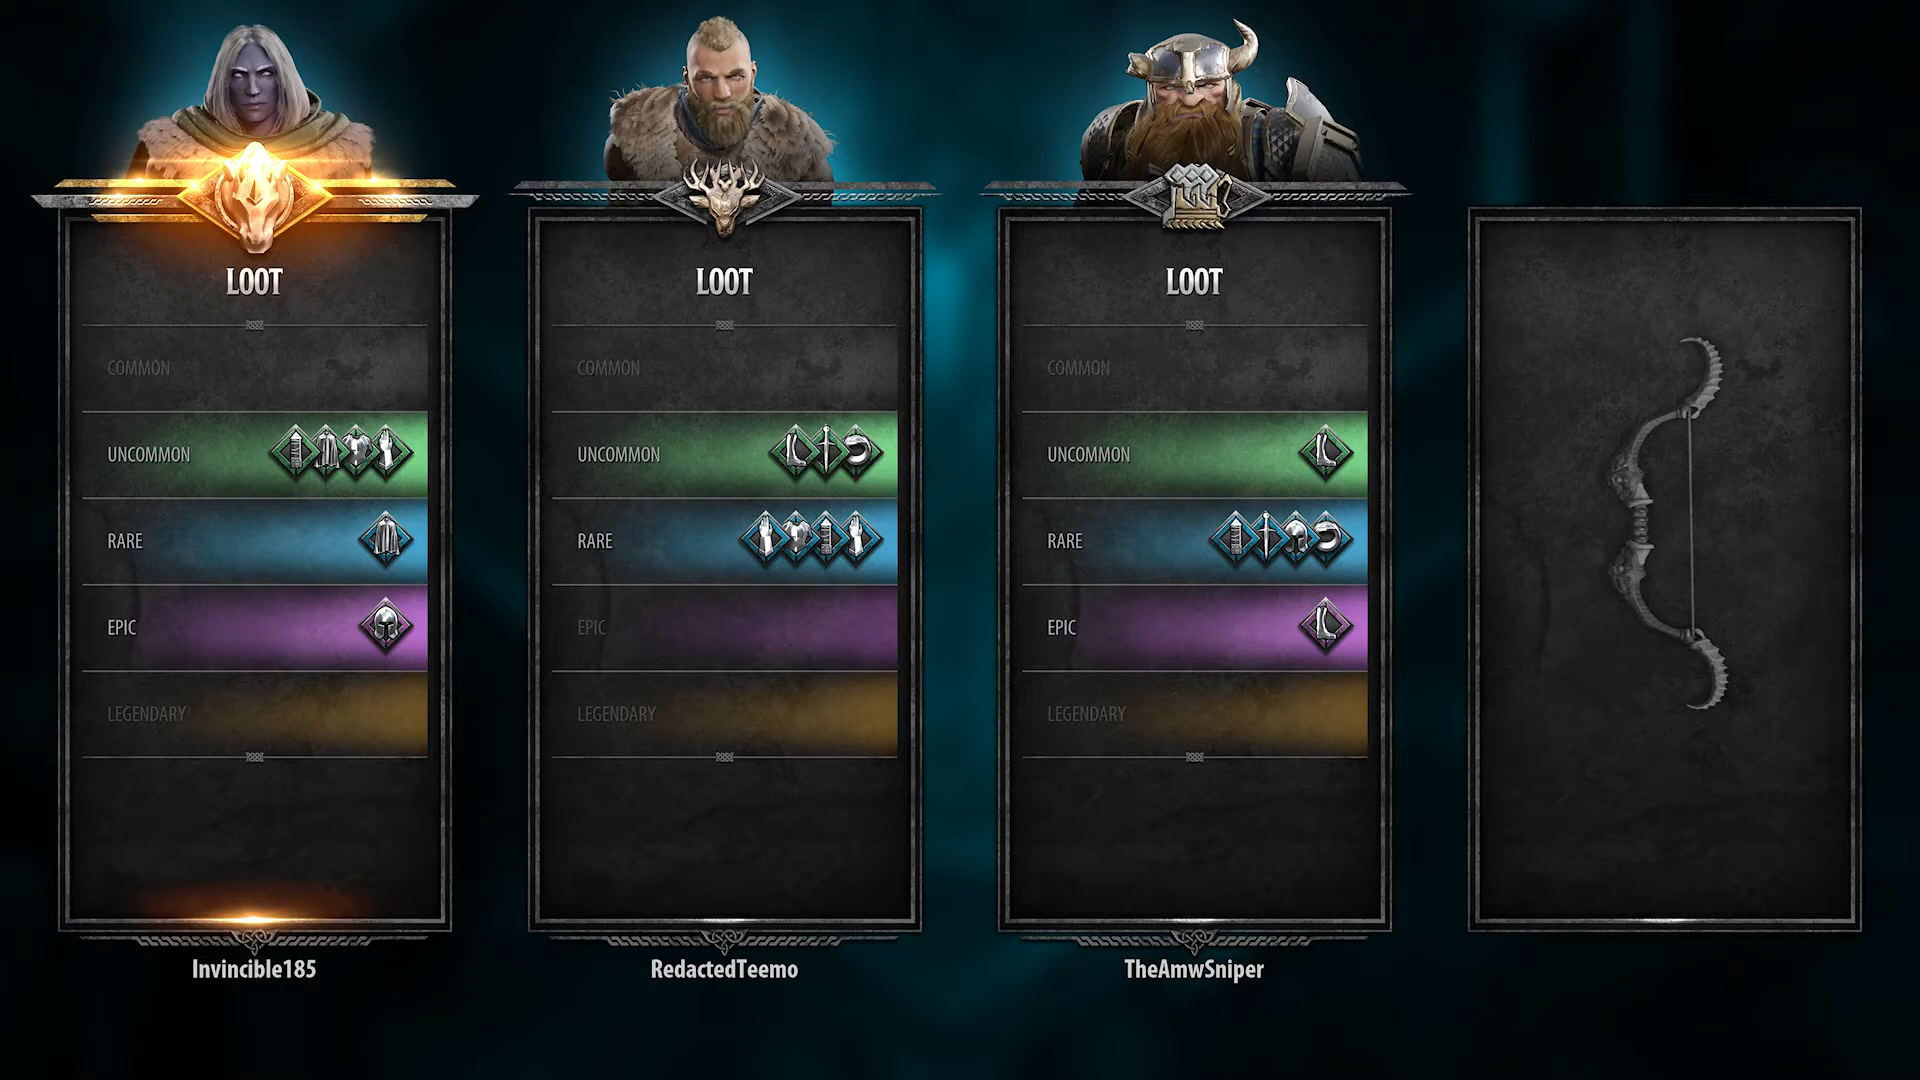 LOOT
COMMON
UNCOMMON
RARE
EPIC
LEGENDARY
Invincible185
LOOT
COMMON
UNCOMMON
RARE
EPIC
LEGENDARY
RedactedTeemo
LOOT
COMMON
UNCOMMON
RARE
EPIC
LEGENDARY
TheAmwSniper